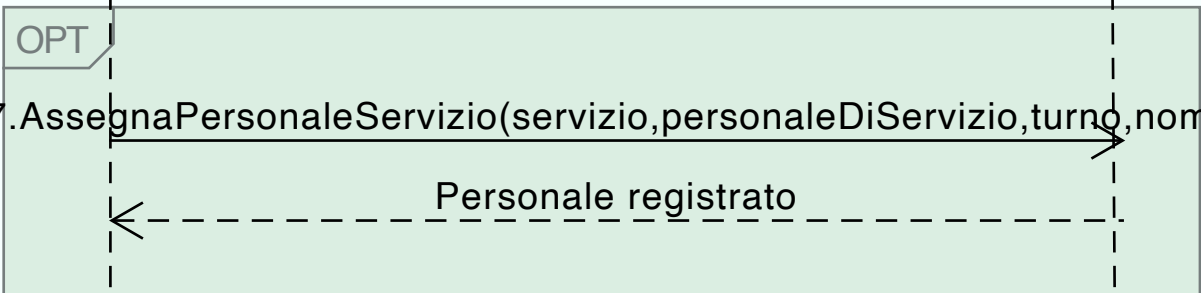 OPT
7.AssegnaPersonaleServizio(servizio,personaleDiServizio,turno,nom
Personale registrato